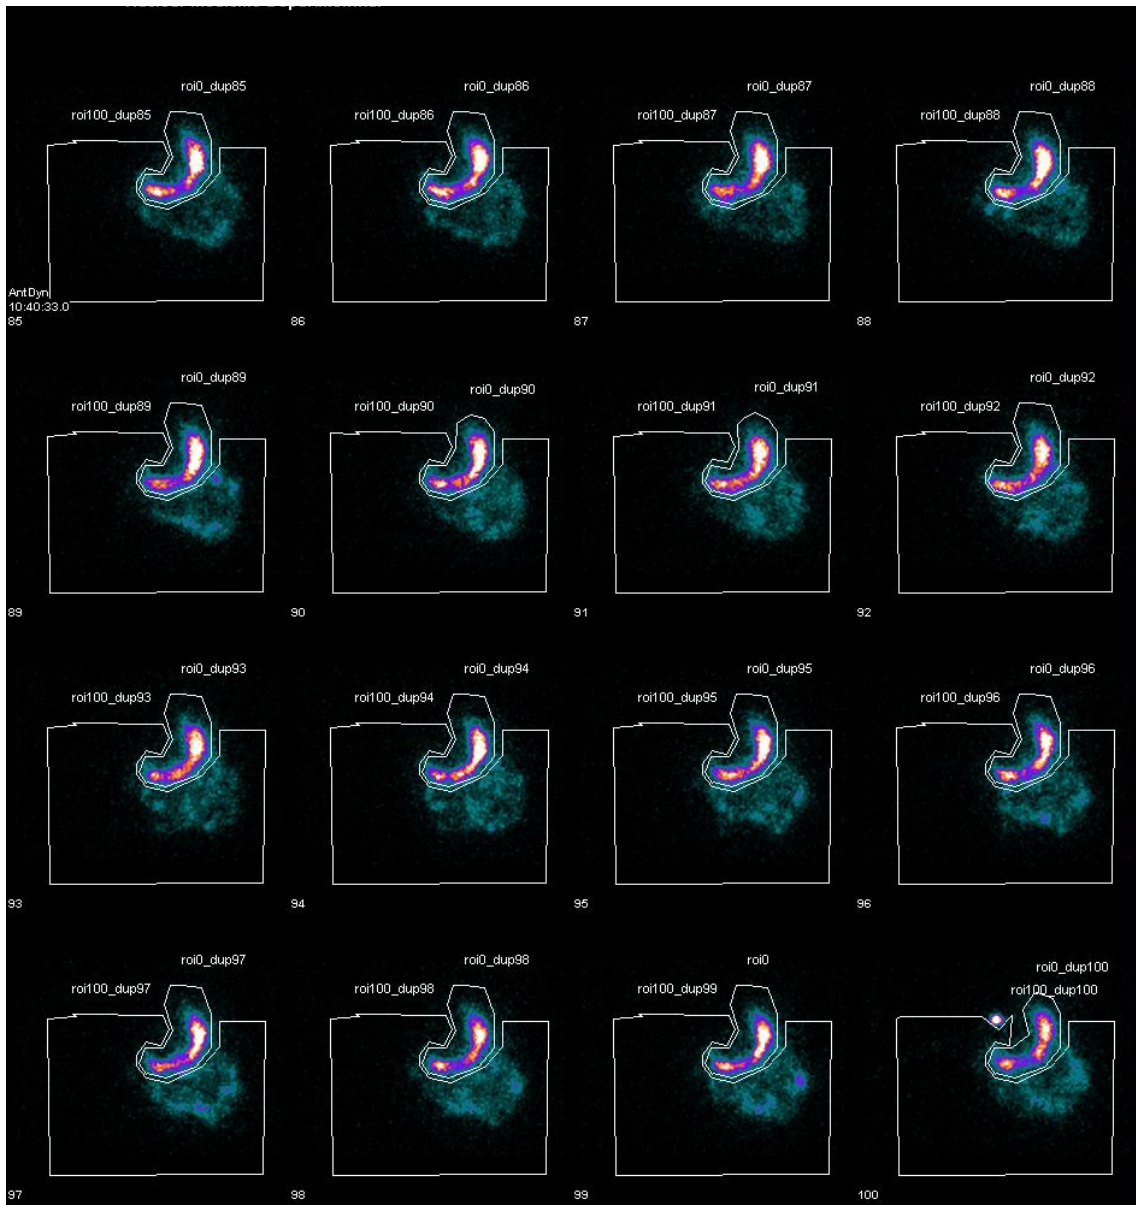 roi0_dup85 roi0_dup86 roi0_dup87 roi0_dup88
roi100_dup85 roi100_dup86 roi100_dup87 roi100_dup88
AntDyn
10:40:33.0
85 86 87 88
roi0_dup89 roi0_dup90 roi0_dup91 roi0_dup92
roi100_dup89 roi100_dup90 roi100_dup91 roi100_dup92
89 90 91 92
roi0_dup93 roi0_dup94 roi0_dup95 roi0_dup96
roi100_dup93 roi100_dup94 roi100_dup95 roi100_dup96
93 94 95 96
roi0_dup97 roi0_dup98 roi0 roi0_dup100
roi100_dup97 roi100_dup98 roi100_dup99 roi100_dup100
97 98 99 100